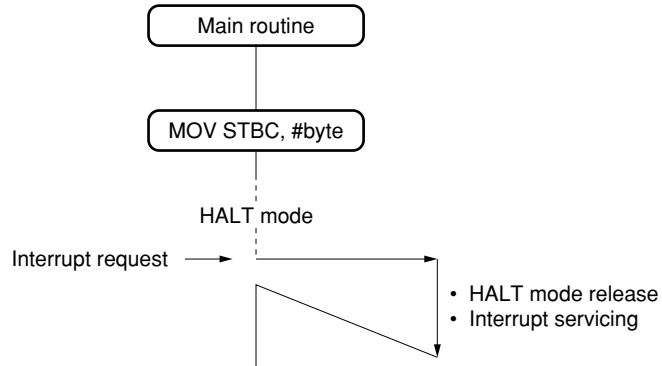 Main routine
MOV STBC, #byte
HALT mode
Interrupt request
• HALT mode release
• Interrupt servicing